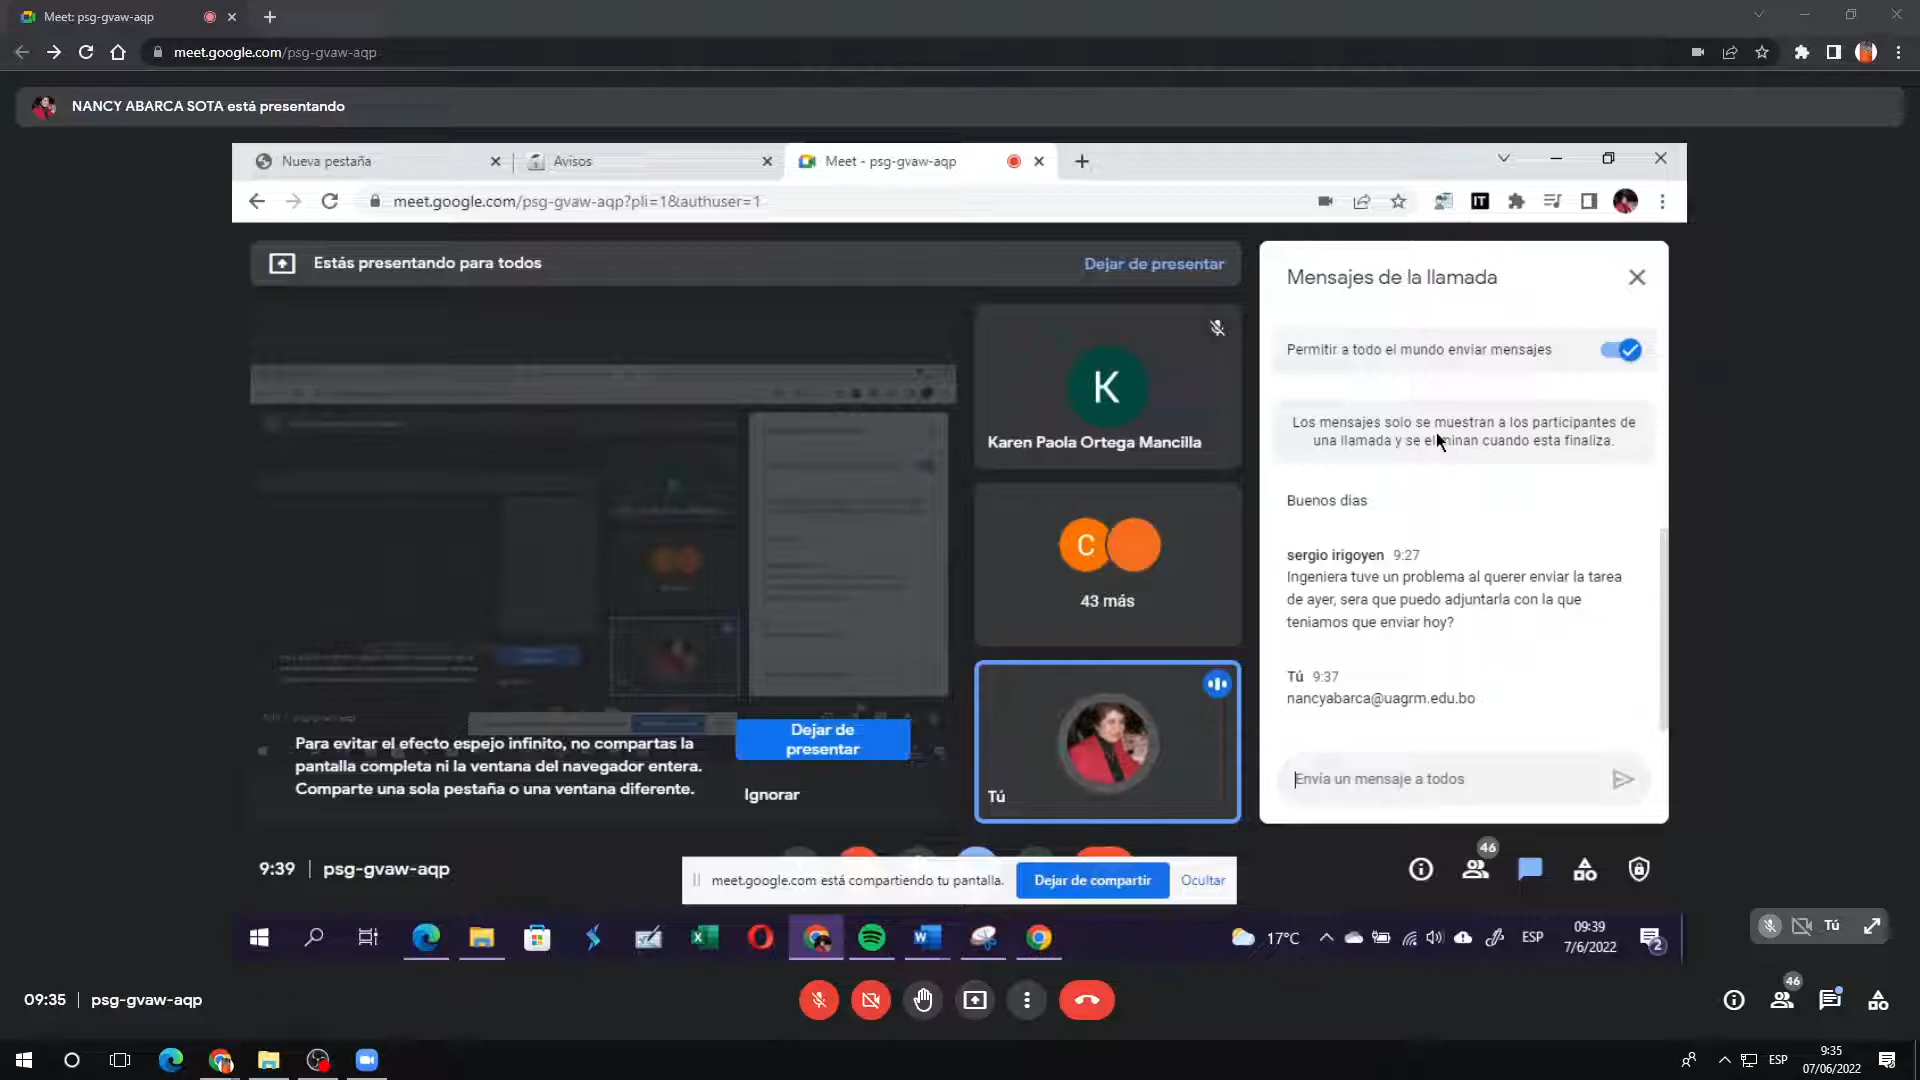 Meet: psg-gvaw-aqp
meet.google.com/psg-gvaw-aqp
NANCY ABARCA SOTA está presentando
Nueva pestaña
Avisos
Meet - psg-gvaw-aqp
meet.google.com/psg-gvaw-aqp?pli=1&authuser=1
IT
Estás presentando para todos
Dejar de presentar
Para evitar el efecto espejo infinito, no compartas la
pantalla completa ni la ventana del navegador entera.
Comparte una sola pestaña o una ventana diferente.
Dejar de
presentar
Ignorar
K
Karen Paola Ortega Mancilla
C
43 más
Tú
Mensajes de la llamada
Permitir a todo el mundo enviar mensajes
Los mensajes solo se muestran a los participantes de
una llamada y se eliminan cuando esta finaliza.
Buenos dias
sergio irigoyen 9:27
Ingeniera tuve un problema al querer enviar la tarea
de ayer, sera que puedo adjuntarla con la que
teniamos que enviar hoy?
Tú 9:37
nancyabarca@uagrm.edu.bo
Envía un mensaje a todos
9:39 | psg-gvaw-aqp
meet.google.com está compartiendo tu pantalla.
Dejar de compartir
Ocultar
46
17°C
ESP
09:39
7/6/2022
2
Tú
09:35 | psg-gvaw-aqp
46
ESP
9:35
07/06/2022